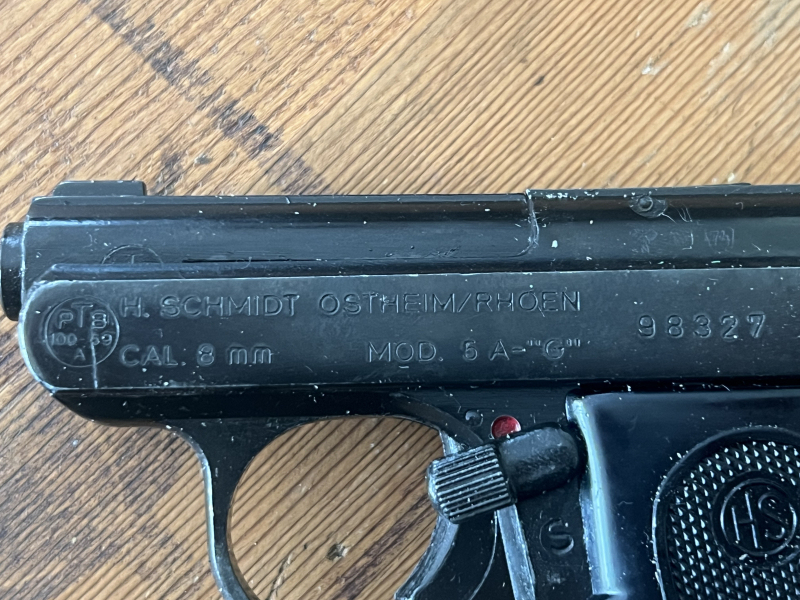 H. SCHMIDT OSTHEIM/RHOEN
CAL. 8 mm MOD. 5 A-"G"
98327
PTB
100-69
A
S
HS